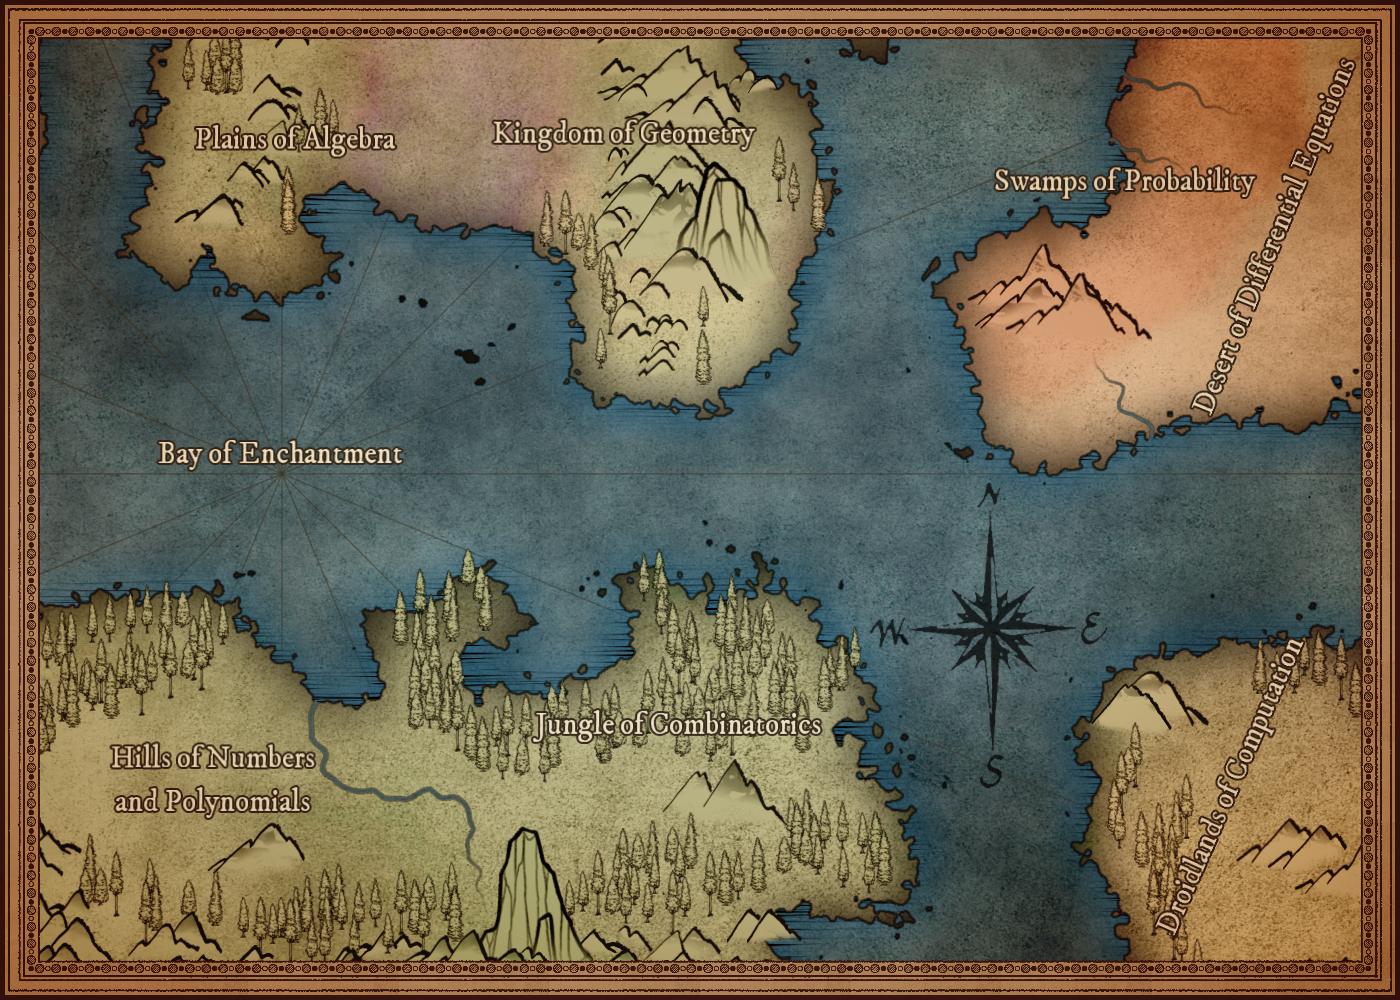 Plains of Algebra
Kingdom of Geometry
Swamps of Probability
Desert of Differential Equations
Bay of Enchantment
N
W
E
S
Jungle of Combinatorics
Hills of Numbers
and Polynomials
Droidlands of Computation